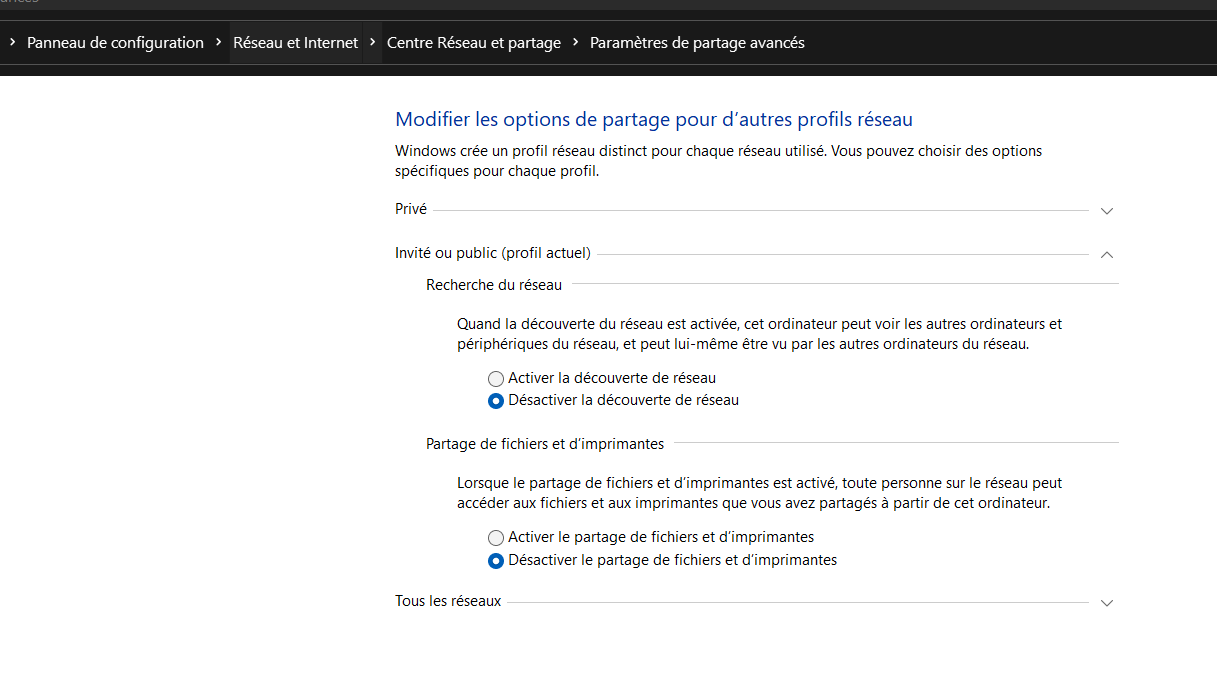 > Panneau de configuration > Réseau et Internet > Centre Réseau et partage > Paramètres de partage avancés
Modifier les options de partage pour d’autres profils réseau
Windows crée un profil réseau distinct pour chaque réseau utilisé. Vous pouvez choisir des options
spécifiques pour chaque profil.
Privé
Invité ou public (profil actuel)
Recherche du réseau
Quand la découverte du réseau est activée, cet ordinateur peut voir les autres ordinateurs et
périphériques du réseau, et peut lui-même être vu par les autres ordinateurs du réseau.
Activer la découverte de réseau
Désactiver la découverte de réseau
Partage de fichiers et d’imprimantes
Lorsque le partage de fichiers et d’imprimantes est activé, toute personne sur le réseau peut
accéder aux fichiers et aux imprimantes que vous avez partagés à partir de cet ordinateur.
Activer le partage de fichiers et d’imprimantes
Désactiver le partage de fichiers et d’imprimantes
Tous les réseaux